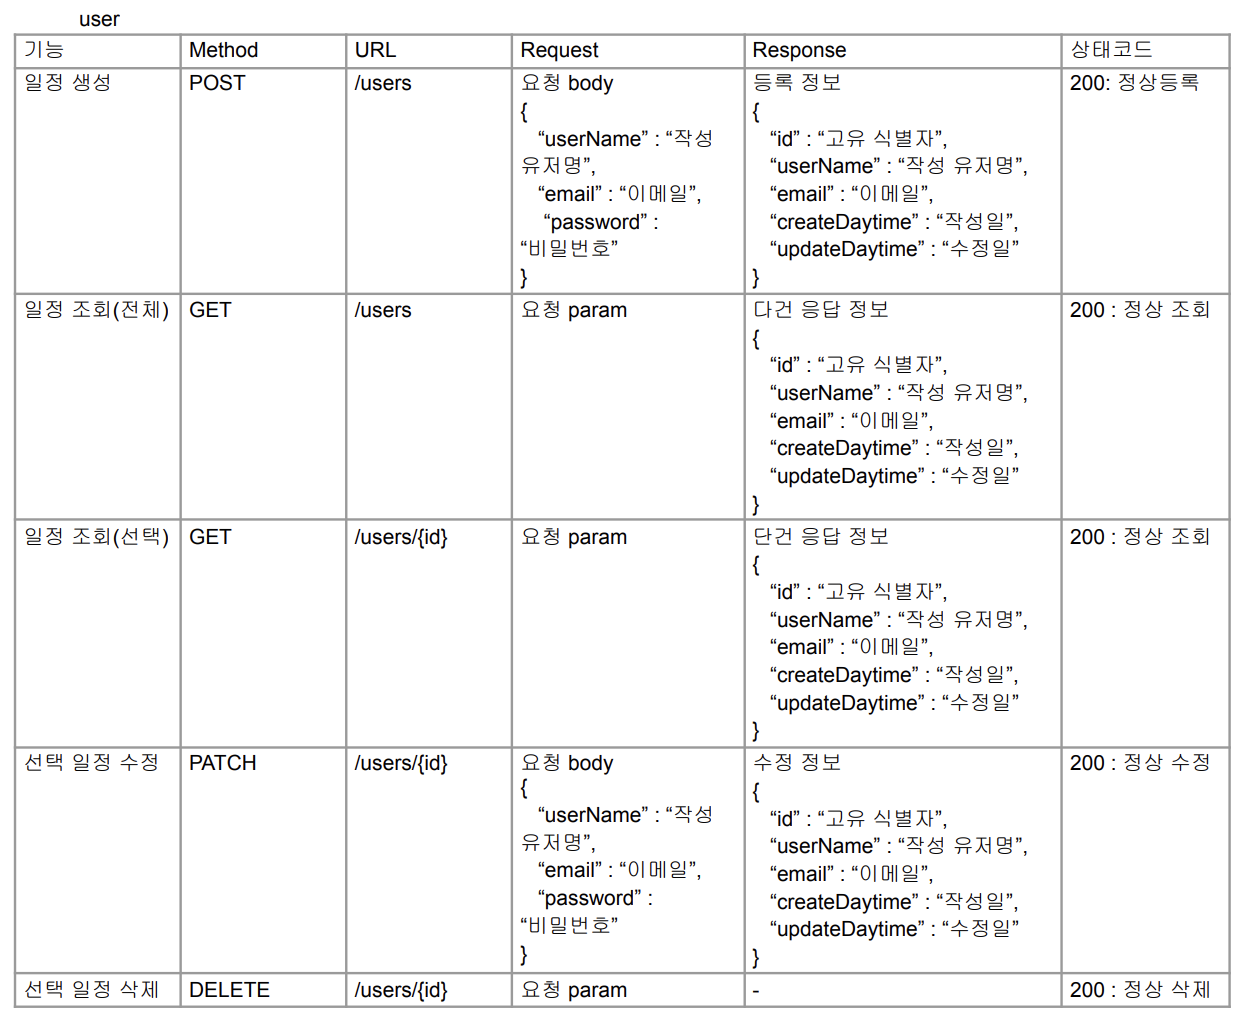 user
기능 Method URL Request Response 상태코드
일정 생성 POST /users 요청 body 등록 정보 200: 정상등록
{ {
“userName” : “작성 “id” : “고유 식별자”,
유저명”, “userName” : “작성 유저명”,
“email” : “이메일”, “email” : “이메일”,
“password” : “createDaytime” : “작성일”,
“비밀번호” “updateDaytime” : “수정일”
} }
일정 조회(전체) GET /users 요청 param 다건 응답 정보 200 : 정상 조회
{
“id” : “고유 식별자”,
“userName” : “작성 유저명”,
“email” : “이메일”,
“createDaytime” : “작성일”,
“updateDaytime” : “수정일”
}
일정 조회(선택) GET /users/{id} 요청 param 단건 응답 정보 200 : 정상 조회
{
“id” : “고유 식별자”,
“userName” : “작성 유저명”,
“email” : “이메일”,
“createDaytime” : “작성일”,
“updateDaytime” : “수정일”
}
선택 일정 수정 PATCH /users/{id} 요청 body 수정 정보 200 : 정상 수정
{ {
“userName” : “작성 “id” : “고유 식별자”,
유저명”, “userName” : “작성 유저명”,
“email” : “이메일”, “email” : “이메일”,
“password” : “createDaytime” : “작성일”,
“비밀번호” “updateDaytime” : “수정일”
} }
선택 일정 삭제 DELETE /users/{id} 요청 param - 200 : 정상 삭제